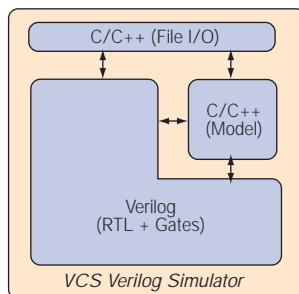 C/C++ (File I/O)
C/C++
(Model)
Verilog
(RTL + Gates)
VCS Verilog Simulator